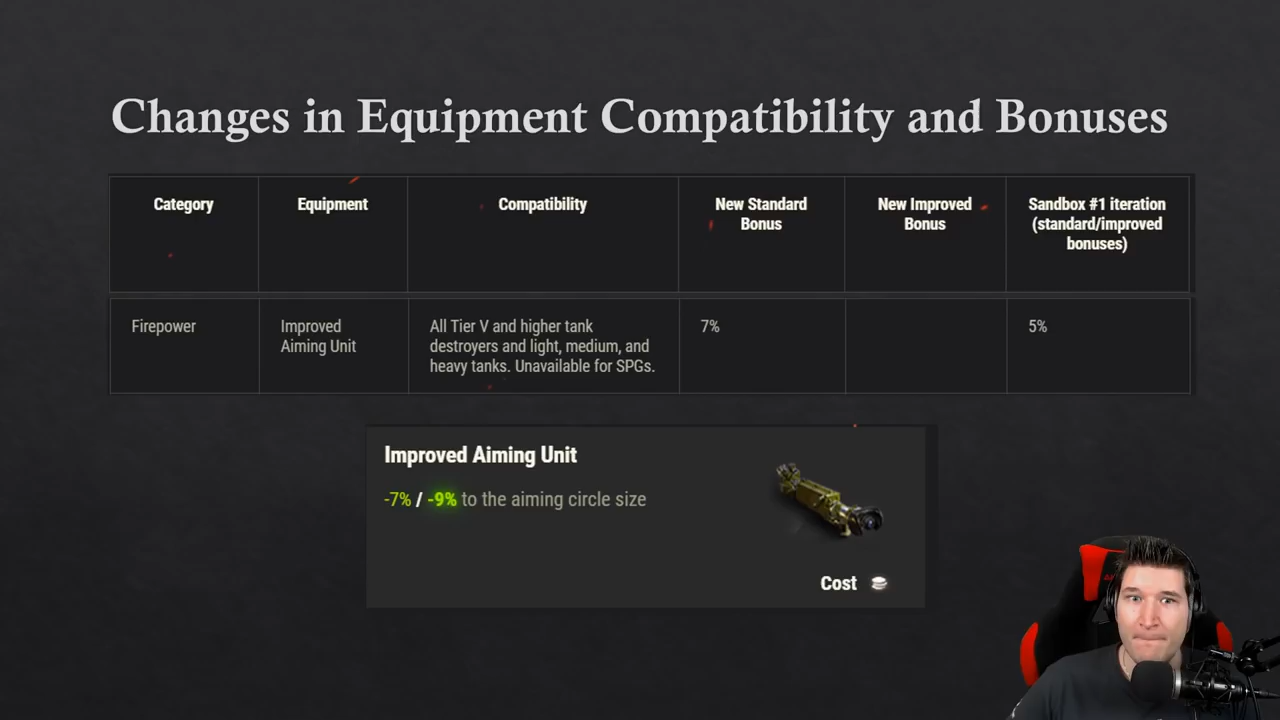 Changes in Equipment Compatibility and Bonuses
Category
Equipment
Compatibility
New Standard
Bonus
New Improved
Bonus
Sandbox #1 iteration
(standard/improved
bonuses)
Firepower
Improved
Aiming Unit
All Tier V and higher tank
destroyers and light, medium, and
heavy tanks. Unavailable for SPGs.
7%
5%
Improved Aiming Unit
-7% / -9% to the aiming circle size
Cost